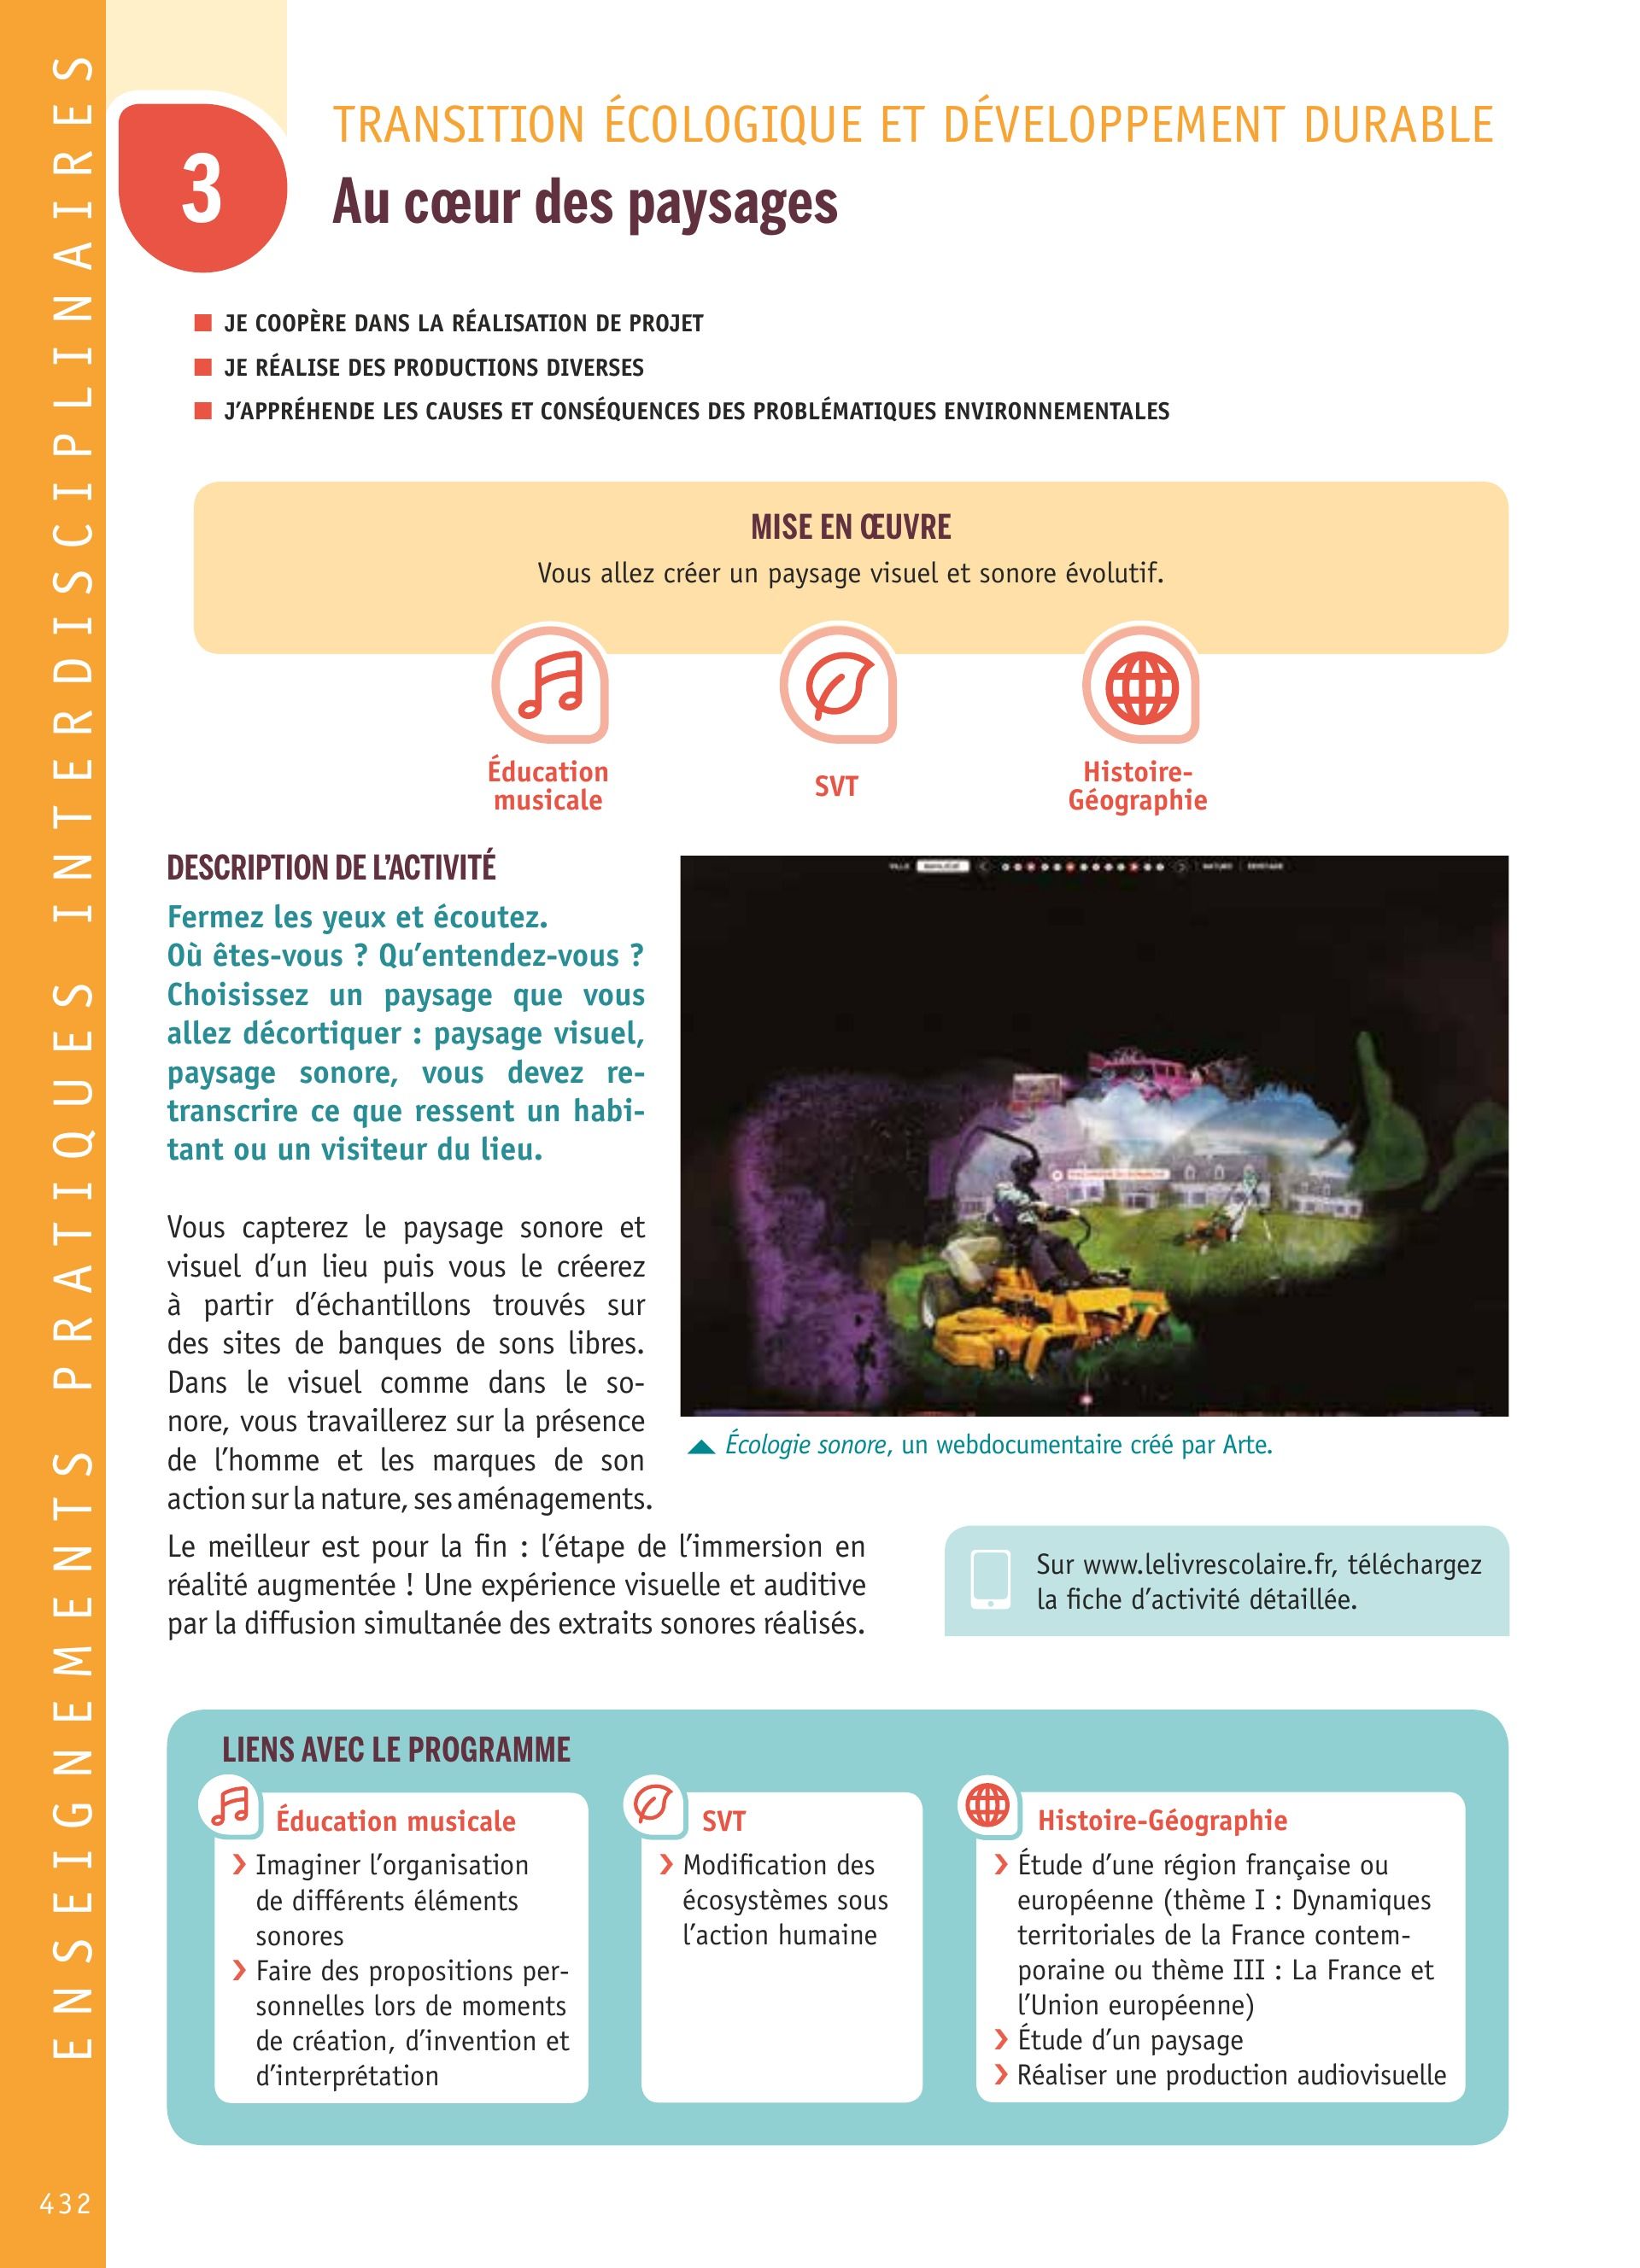 ENSEIGNEMENTS PRATIQUES INTERDISCIPLINAIRES
3
TRANSITION ÉCOLOGIQUE ET DÉVELOPPEMENT DURABLE
Au cœur des paysages
JE COOPÈRE DANS LA RÉALISATION DE PROJET
JE RÉALISE DES PRODUCTIONS DIVERSES
J’APPRÉHENDE LES CAUSES ET CONSÉQUENCES DES PROBLÉMATIQUES ENVIRONNEMENTALES
MISE EN ŒUVRE
Vous allez créer un paysage visuel et sonore évolutif.
Éducation
musicale
SVT
Histoire-
Géographie
DESCRIPTION DE L’ACTIVITÉ
Fermez les yeux et écoutez.
Où êtes-vous ? Qu’entendez-vous ?
Choisissez un paysage que vous
allez décortiquer : paysage visuel,
paysage sonore, vous devez re-
transcrire ce que ressent un habi-
tant ou un visiteur du lieu.
Vous capterez le paysage sonore et
visuel d’un lieu puis vous le créerez
à partir d’échantillons trouvés sur
des sites de banques de sons libres.
Dans le visuel comme dans le so-
nore, vous travaillerez sur la présence
de l’homme et les marques de son
action sur la nature, ses aménagements.
Le meilleur est pour la fin : l’étape de l’immersion en
réalité augmentée ! Une expérience visuelle et auditive
par la diffusion simultanée des extraits sonores réalisés.
Écologie sonore, un webdocumentaire créé par Arte.
Sur www.lelivrescolaire.fr, téléchargez
la fiche d’activité détaillée.
LIENS AVEC LE PROGRAMME
Éducation musicale
❯ Imaginer l’organisation
de différents éléments
sonores
❯ Faire des propositions per-
sonnelles lors de moments
de création, d’invention et
d’interprétation
SVT
❯ Modification des
écosystèmes sous
l’action humaine
Histoire-Géographie
❯ Étude d’une région française ou
européenne (thème I : Dynamiques
territoriales de la France contem-
poraine ou thème III : La France et
l’Union européenne)
❯ Étude d’un paysage
❯ Réaliser une production audiovisuelle
432